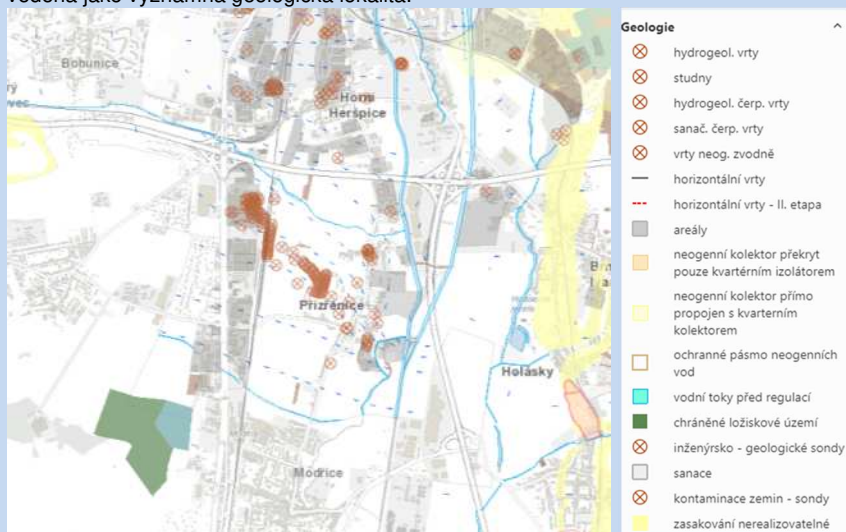 vodena jako významná geologická lokalita.
Bohunice
Horní
Heršpice
Přízřenice
Holásky
Modřice
Geologie
hydrogeol. vrty
studny
hydrogeol. čerp. vrty
sanač. čerp. vrty
vrty neog. zvodně
horizontální vrty
horizontální vrty - II. etapa
areály
neogenní kolektor překryt
pouze kvartérním izolátorem
neogenní kolektor přímo
propojen s kvarterním
kolektorem
ochranné pásmo neogenních
vod
vodní toky před regulací
chráněné ložiskové území
inženýrsko - geologické sondy
sanace
kontaminace zemin - sondy
zasakování nerealizovatelné